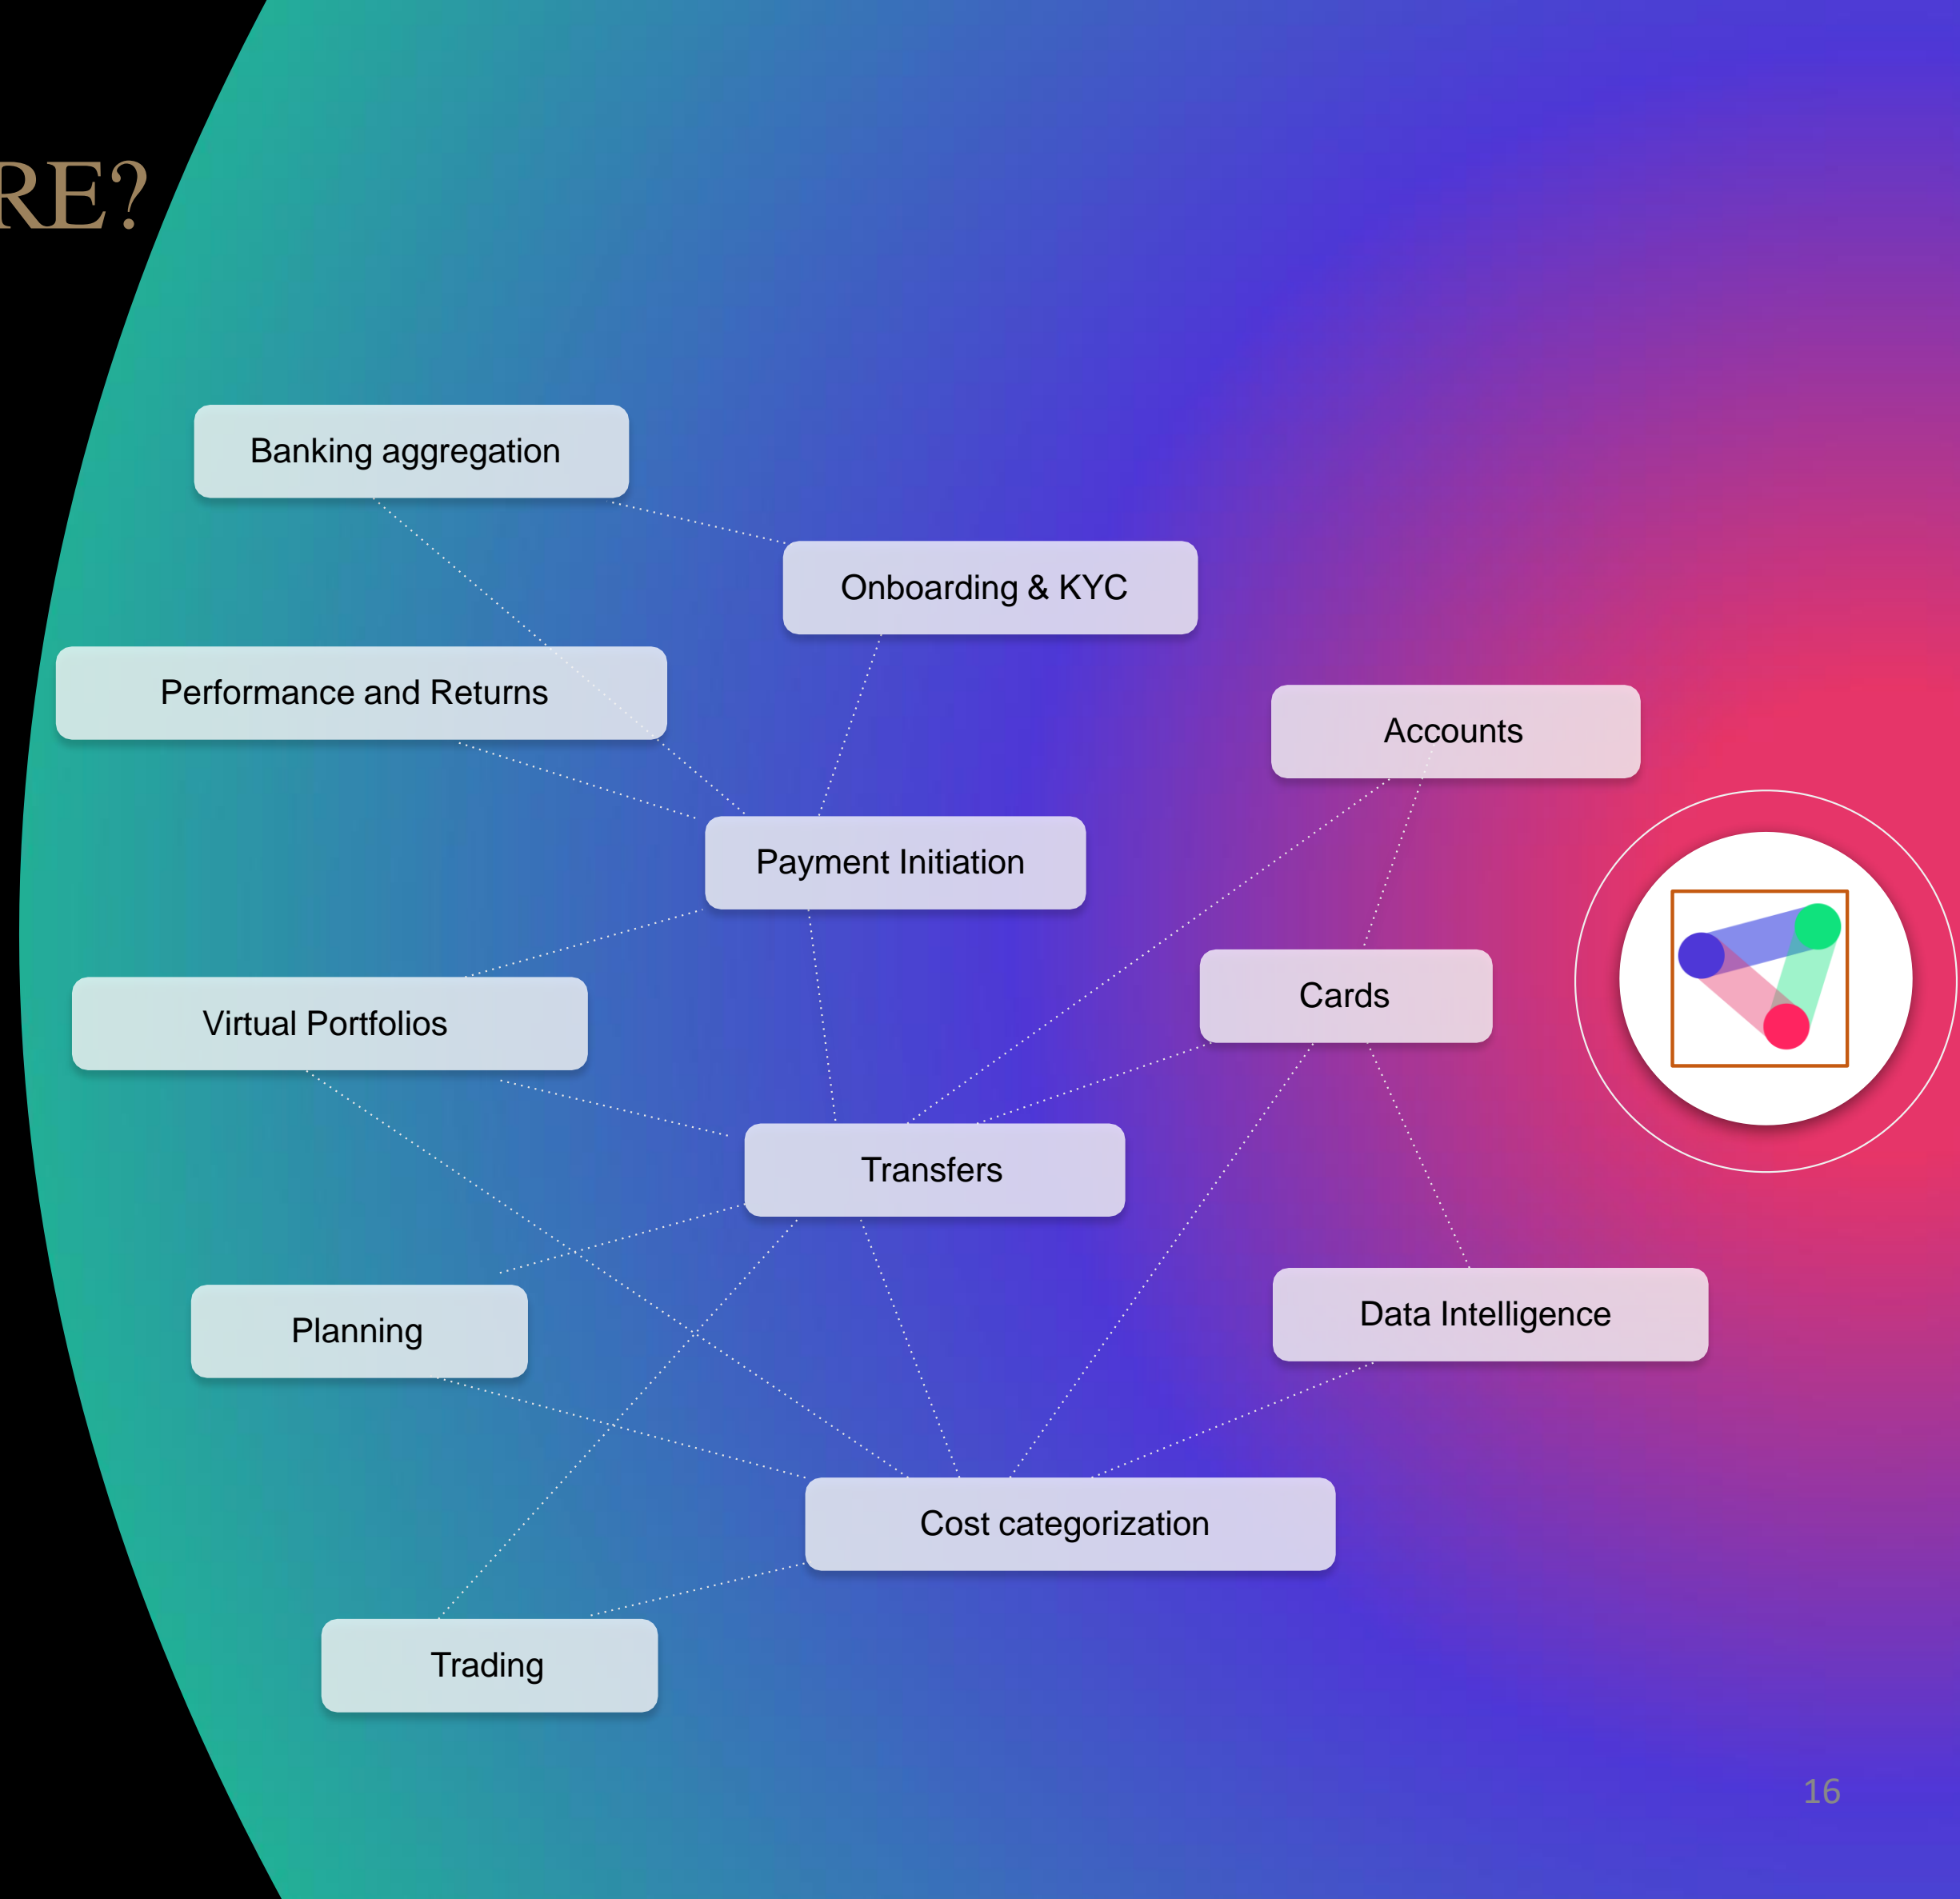 RE?
Banking aggregation
Onboarding & KYC
Performance and Returns
Accounts
Payment Initiation
Cards
Virtual Portfolios
Transfers
Data Intelligence
Planning
Cost categorization
Trading
16